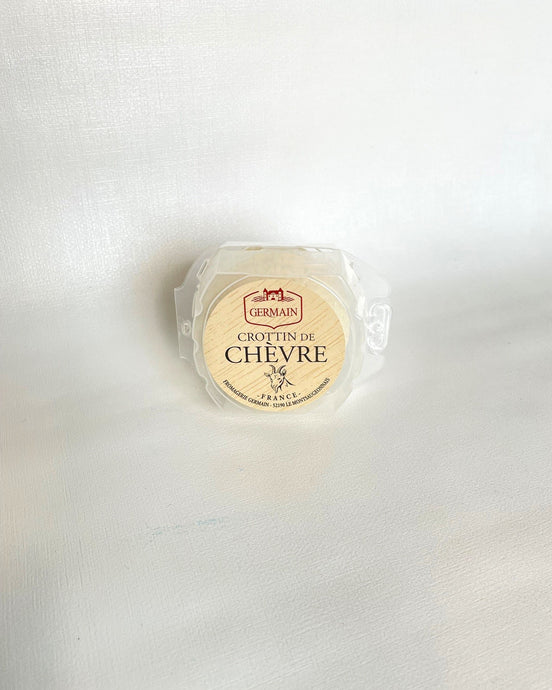 GERMAIN
CROTTIN DE
CHÈVRE
-FRANCE-
FROMAGERIE GERMAIN - 52190 LE MONTSAUGEONNAIS